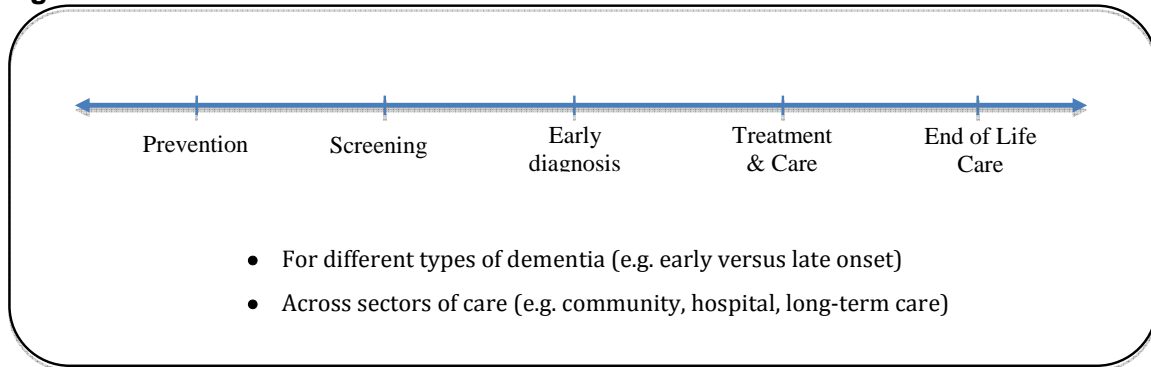 Prevention
Screening
Early
diagnosis
Treatment
& Care
End of Life
Care
● For different types of dementia (e.g. early versus late onset)
● Across sectors of care (e.g. community, hospital, long-term care)